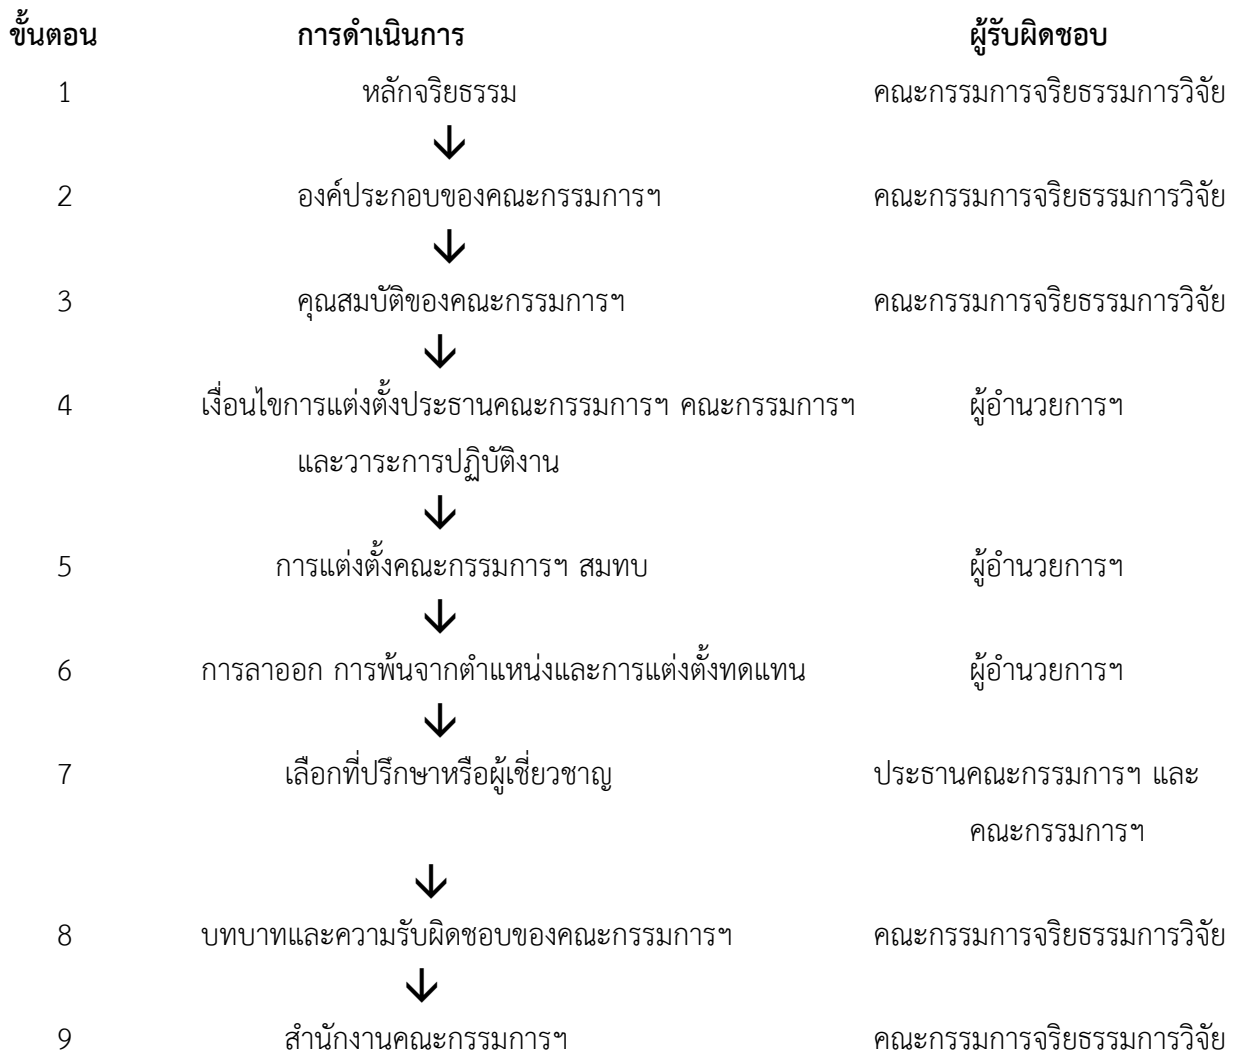 ขั้นตอน การดำเนินการ ผู้รับผิดชอบ
1 หลักจริยธรรม คณะกรรมการจริยธรรมการวิจัย
2 องค์ประกอบของคณะกรรมการฯ คณะกรรมการจริยธรรมการวิจัย
3 คุณสมบัติของคณะกรรมการฯ คณะกรรมการจริยธรรมการวิจัย
4 เงื่อนไขการแต่งตั้งประธานคณะกรรมการฯ คณะกรรมการฯ ผู้อำนวยการฯ
และวาระการปฏิบัติงาน
5 การแต่งตั้งคณะกรรมการฯ สมทบ ผู้อำนวยการฯ
6 การลาออก การพ้นจากตำแหน่งและการแต่งตั้งทดแทน ผู้อำนวยการฯ
7 เลือกที่ปรึกษาหรือผู้เชี่ยวชาญ ประธานคณะกรรมการฯ และ
คณะกรรมการฯ
8 บทบาทและความรับผิดชอบของคณะกรรมการฯ คณะกรรมการจริยธรรมการวิจัย
9 สำนักงานคณะกรรมการฯ คณะกรรมการจริยธรรมการวิจัย